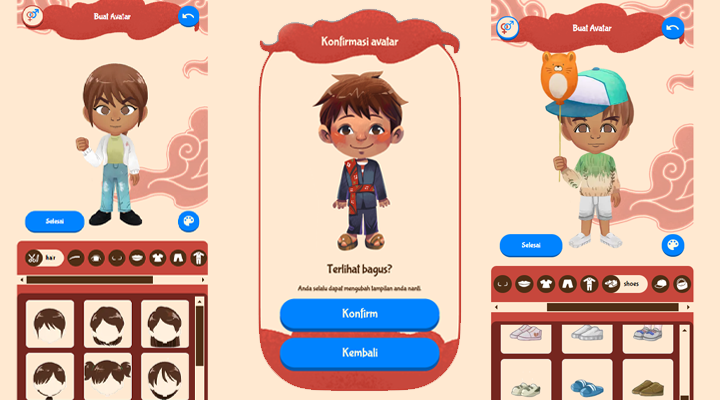 Buat Avatar
Selesai
hair
Konfirmasi avatar
Terlihat bagus?
Anda selalu dapat mengubah tampilan anda nanti.
Konfirm
Kembali
Buat Avatar
Selesai
shoes